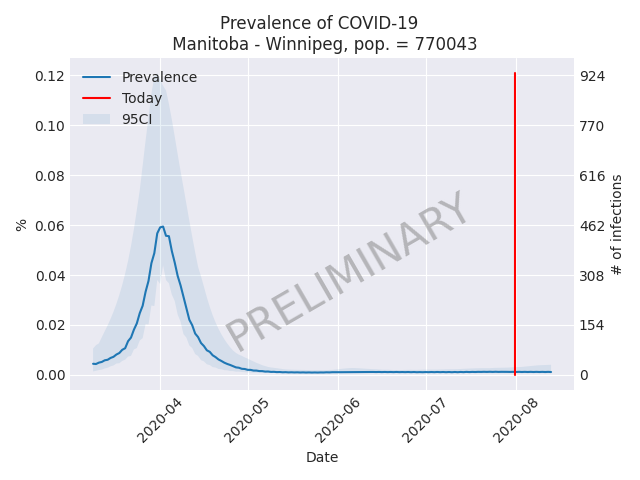 Prevalence of COVID-19
Manitoba - Winnipeg, pop. = 770043
Prevalence
Today
95CI
0.12
0.10
0.08
0.06
0.04
0.02
0.00
%
924
770
616
462
308
154
0
# of infections
PRELIMINARY
2020-04
2020-05
2020-06
2020-07
2020-08
Date